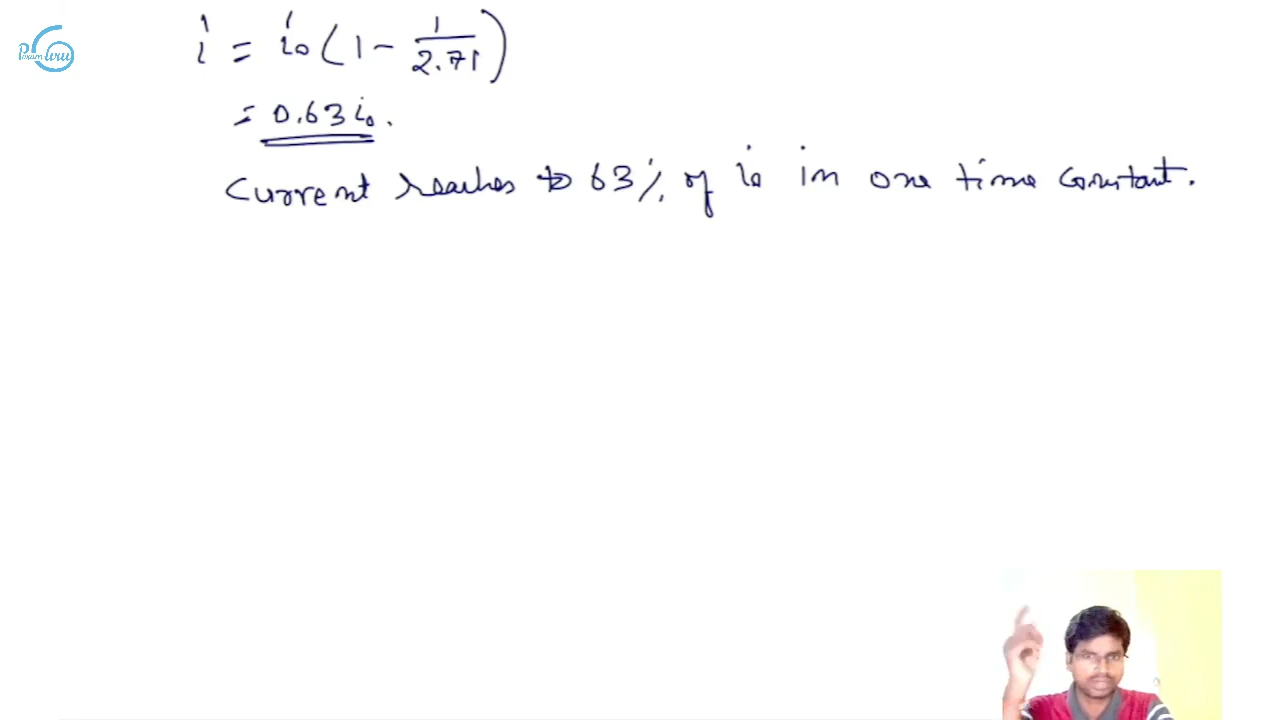 i = i₀(1 - 1/2.71)
= 0.63 i₀.
Current reaches to 63% of i₀ in one time constant.